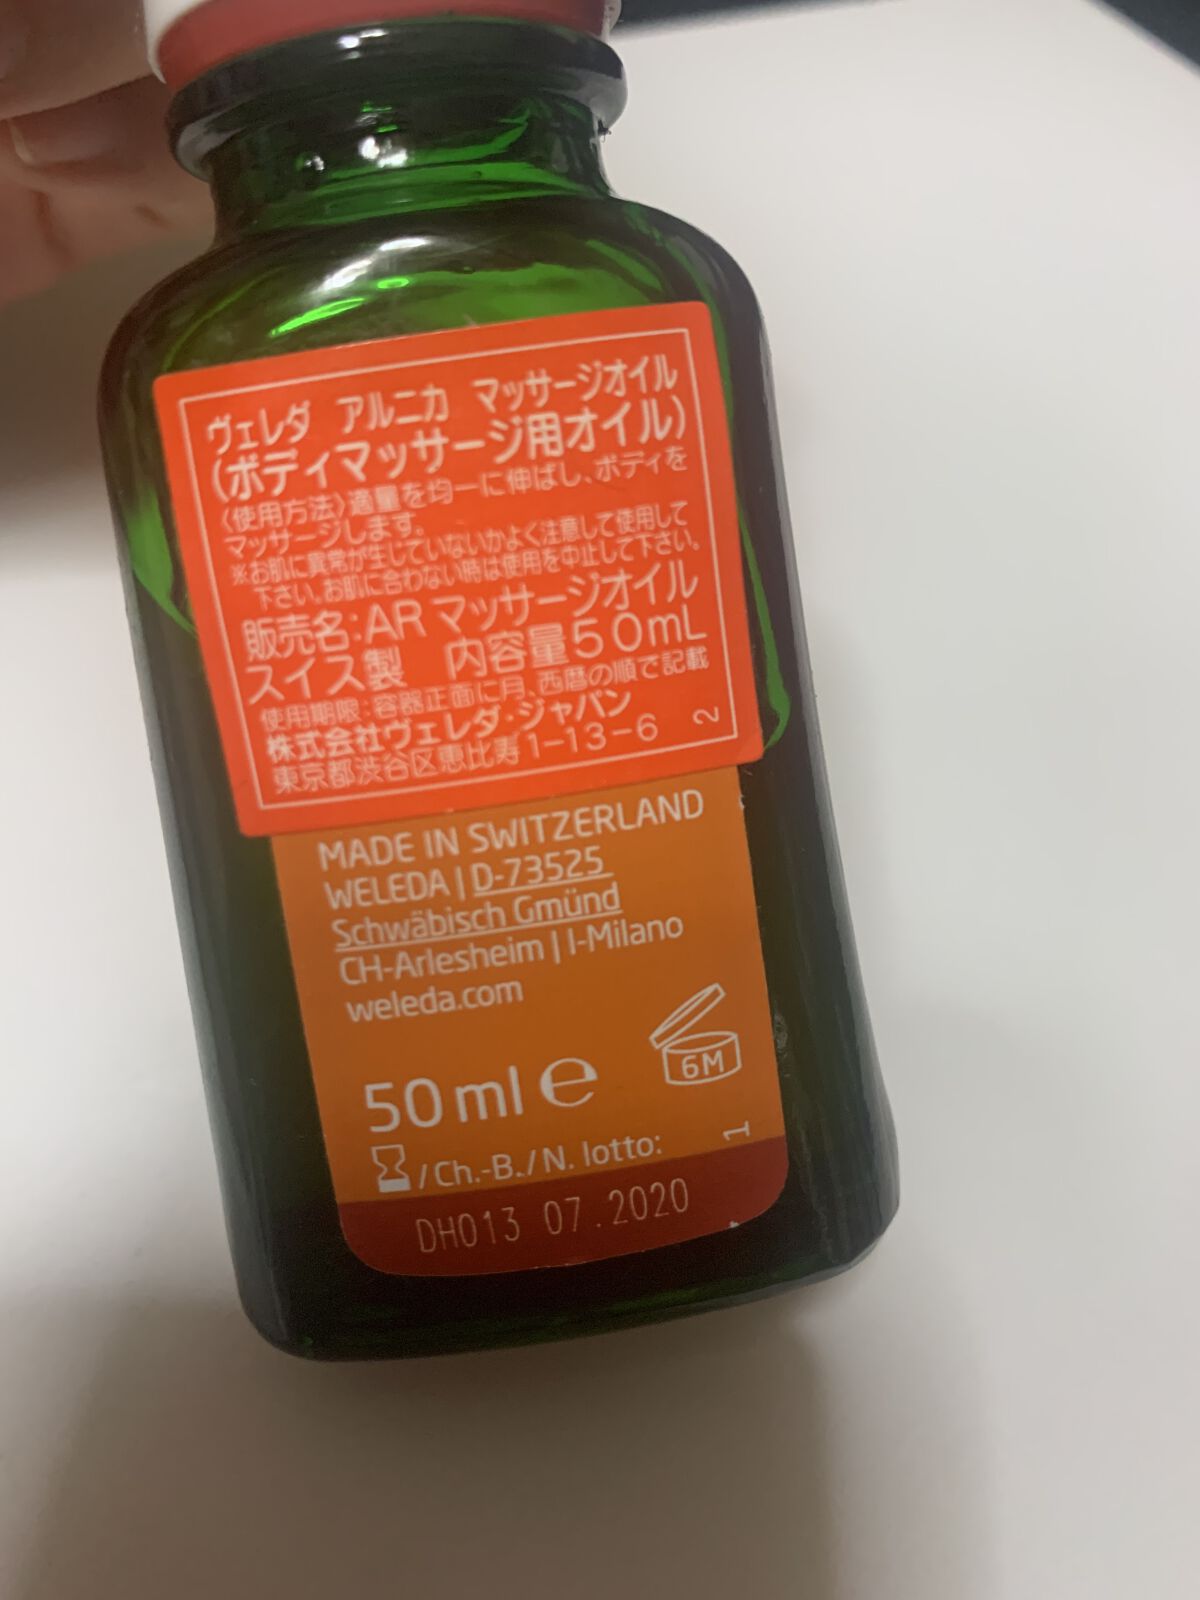 ヴェレダ アルニカ マッサージオイル
(ボディマッサージ用オイル)
〈使用方法〉適量を均一に伸ばし、ボディを
マッサージします。
※お肌に異常が生じていないかよく注意して使用して
下さい。お肌に合わない時は使用を中止して下さい。
販売名:AR マッサージオイル
スイス製 内容量50mL
使用期限:容器正面に月、西暦の順で記載
株式会社ヴェレダ・ジャパン
東京都渋谷区恵比寿1-13-6 2
MADE IN SWITZERLAND
WELEDA | D-73525
Schwäbisch Gmünd
CH-Arlesheim | I-Milano
weleda.com
6M
50 ml ℮
/Ch.-B./N. lotto: 1
DH013 07.2020